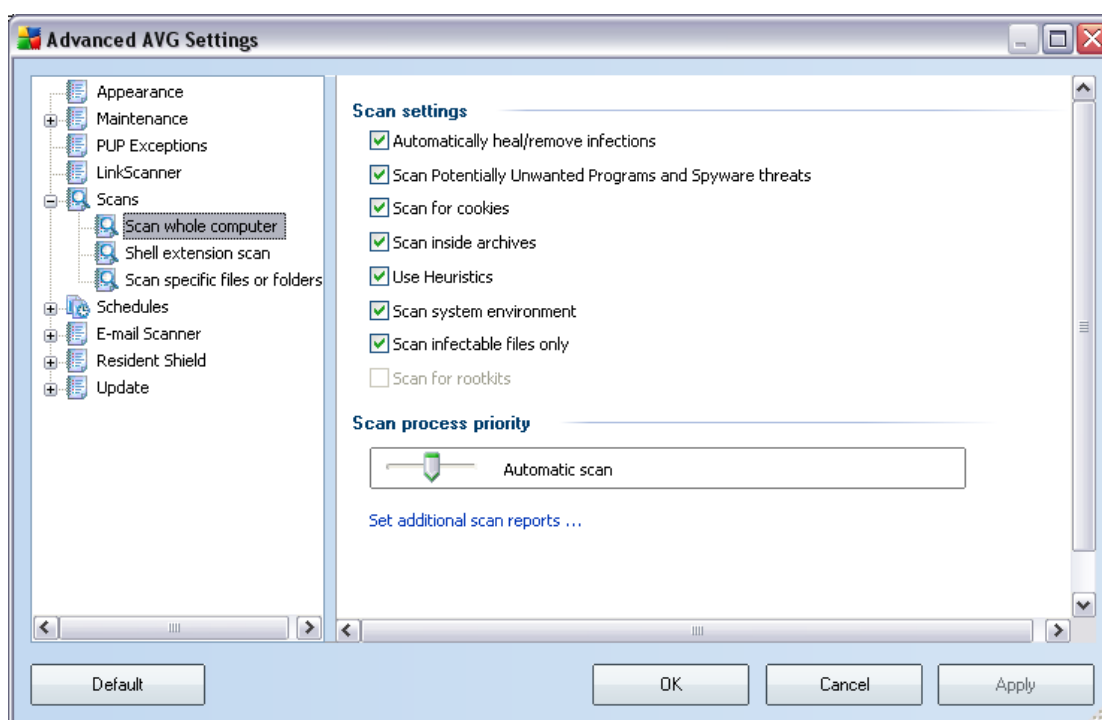 Advanced AVG Settings
Appearance
Maintenance
PUP Exceptions
LinkScanner
Scans
Scan whole computer
Shell extension scan
Scan specific files or folders
Schedules
E-mail Scanner
Resident Shield
Update
Scan settings
Automatically heal/remove infections
Scan Potentially Unwanted Programs and Spyware threats
Scan for cookies
Scan inside archives
Use Heuristics
Scan system environment
Scan infectable files only
Scan for rootkits
Scan process priority
Automatic scan
Set additional scan reports ...
Default
OK
Cancel
Apply